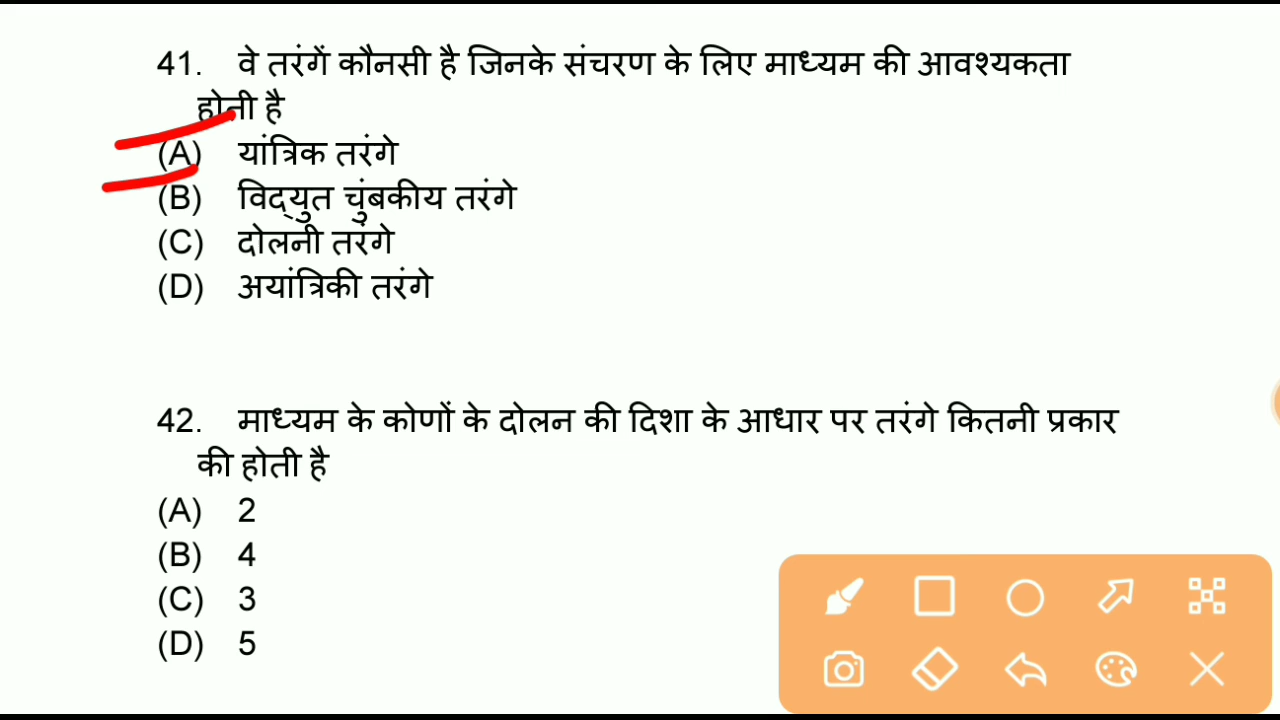 41. वे तरंगें कौनसी है जिनके संचरण के लिए माध्यम की आवश्यकता
होती है
(A) यांत्रिक तरंगे
(B) विद्युत चुंबकीय तरंगे
(C) दोलनी तरंगे
(D) अयांत्रिकी तरंगे
42. माध्यम के कोणों के दोलन की दिशा के आधार पर तरंगे कितनी प्रकार
की होती है
(A) 2
(B) 4
(C) 3
(D) 5